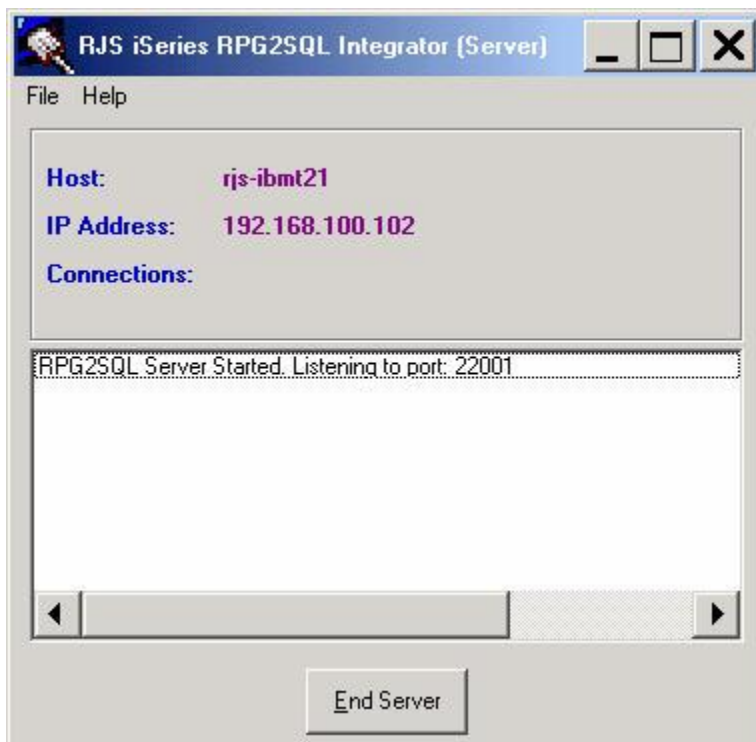 RJS iSeries RPG2SQL Integrator (Server)
File Help
Host: rjs-ibmt21
IP Address: 192.168.100.102
Connections:
RPG2SQL Server Started. Listening to port: 22001
End Server